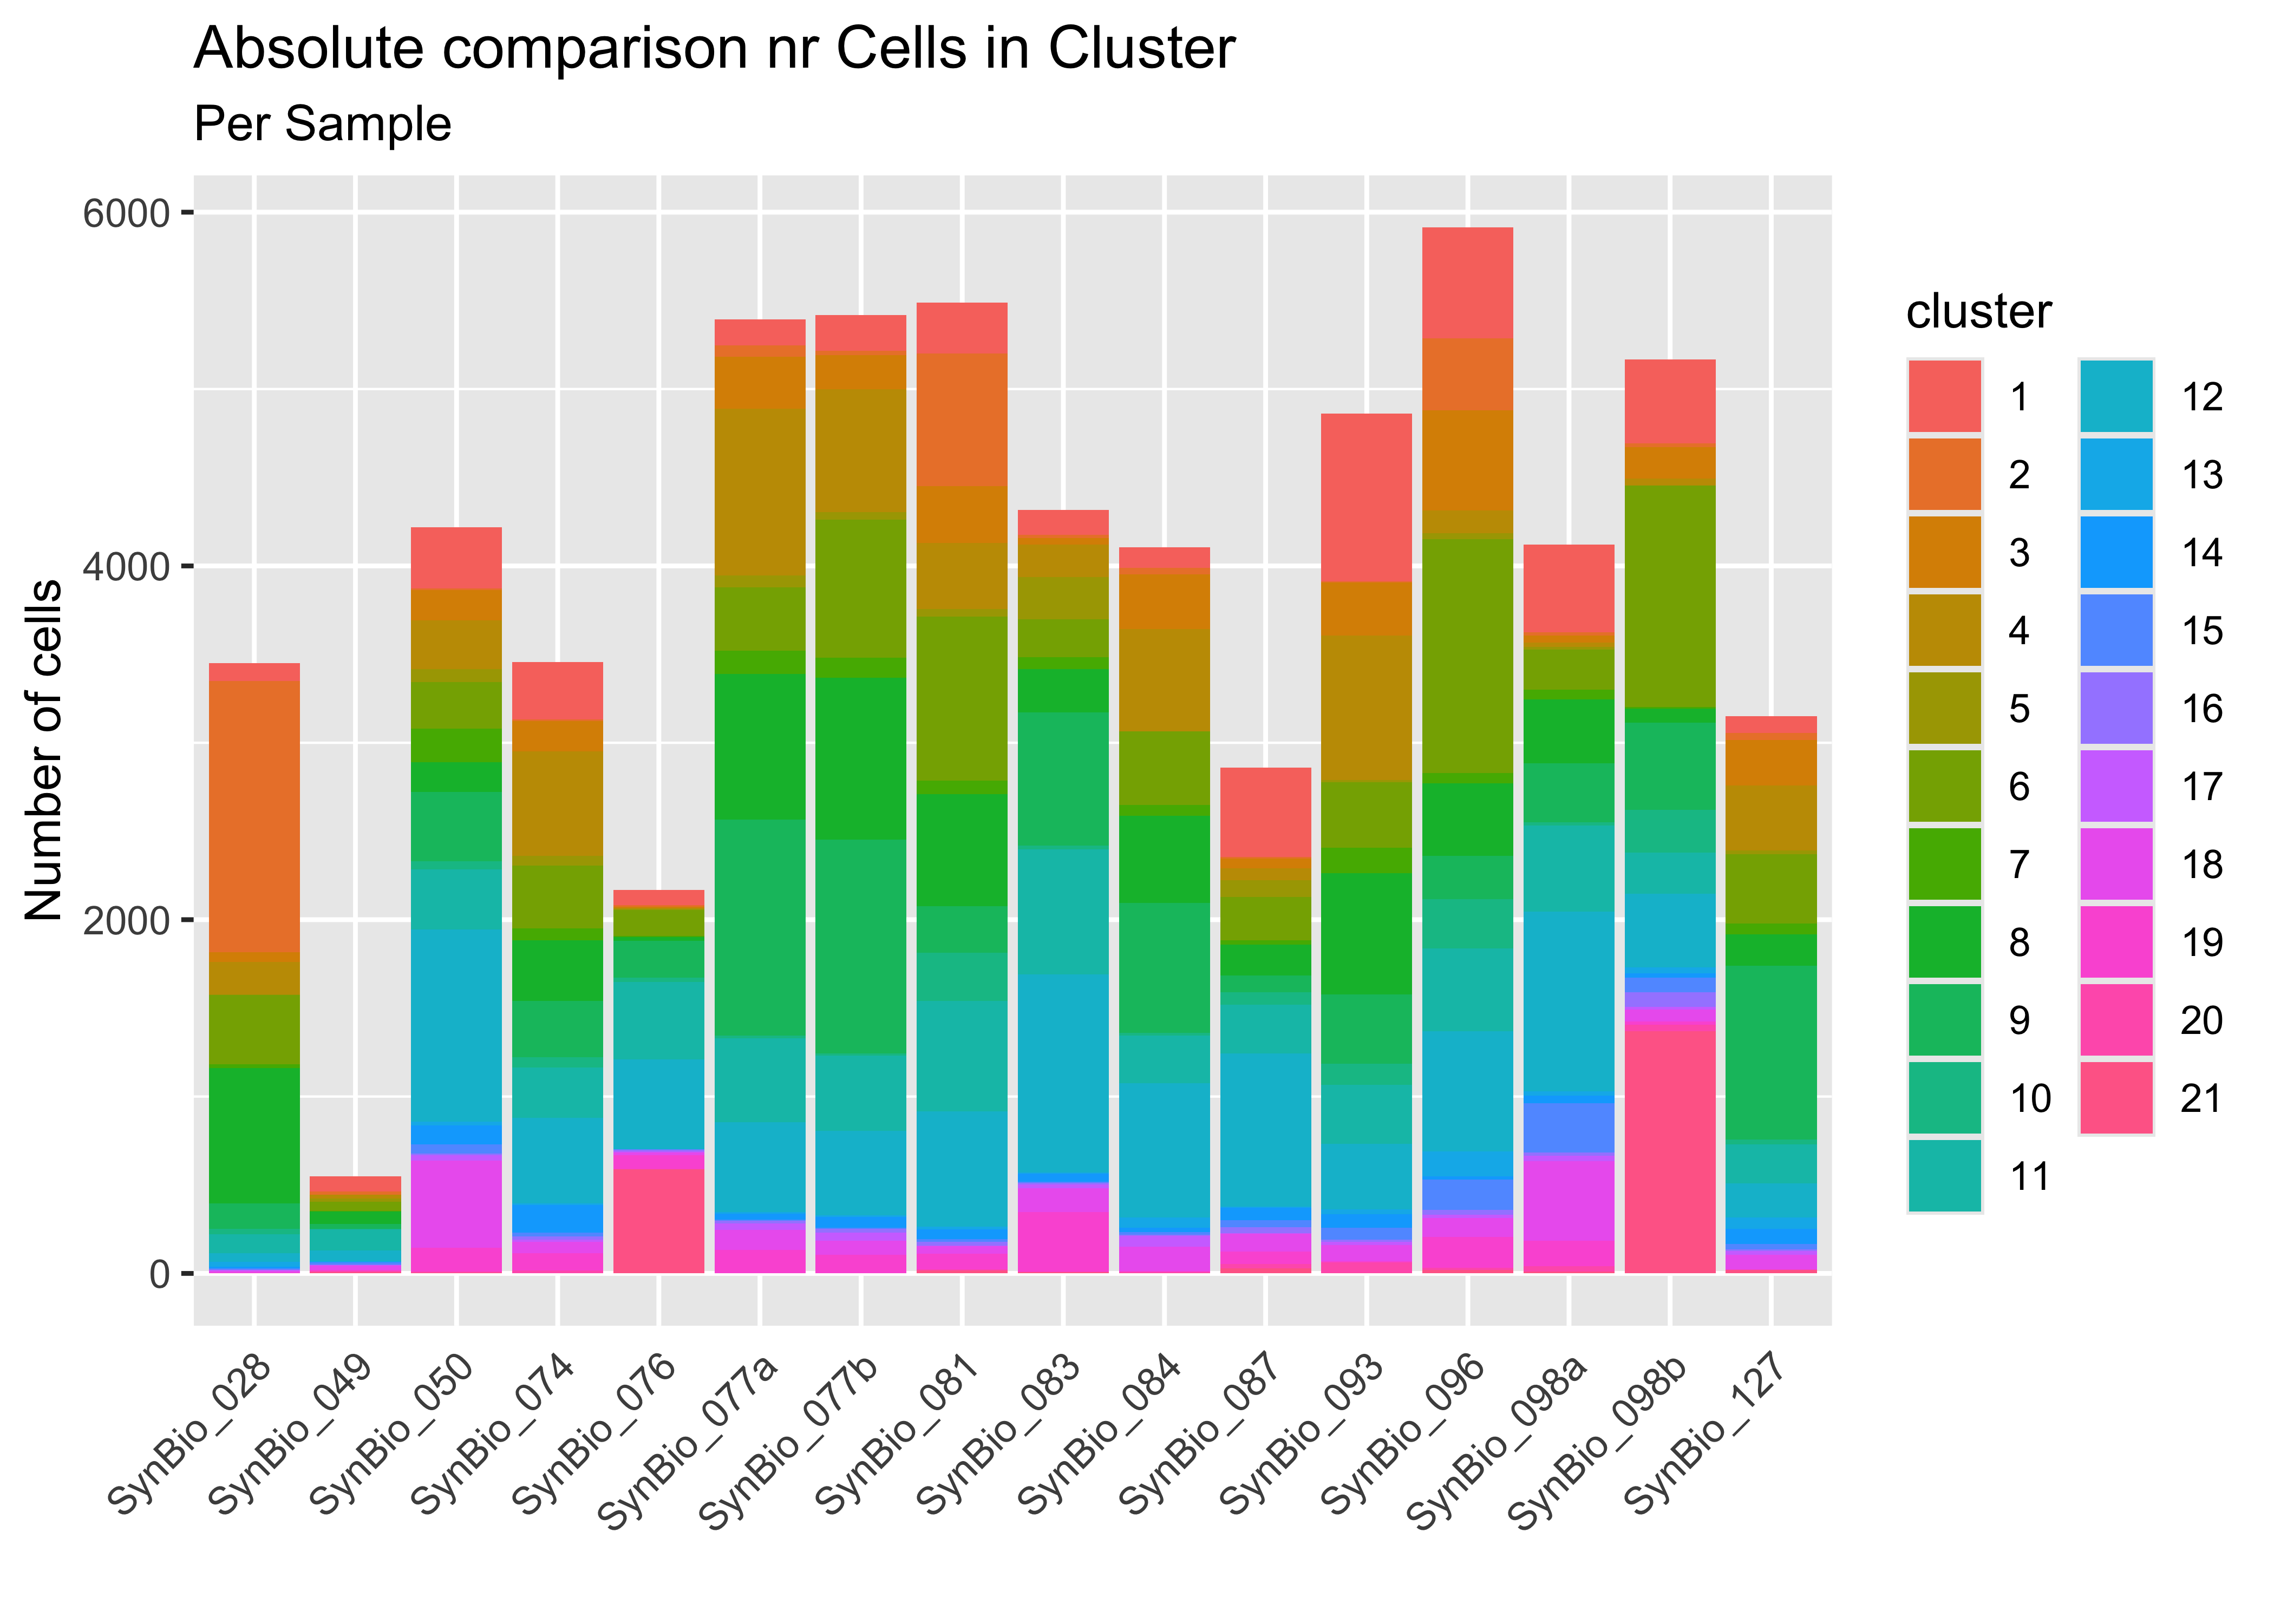 Absolute comparison nr Cells in Cluster
Per Sample
Number of cells
6000
4000
2000
0
SynBio_028
SynBio_049
SynBio_050
SynBio_074
SynBio_076
SynBio_077a
SynBio_077b
SynBio_081
SynBio_083
SynBio_084
SynBio_087
SynBio_093
SynBio_096
SynBio_098a
SynBio_098b
SynBio_127
cluster
1
2
3
4
5
6
7
8
9
10
11
12
13
14
15
16
17
18
19
20
21